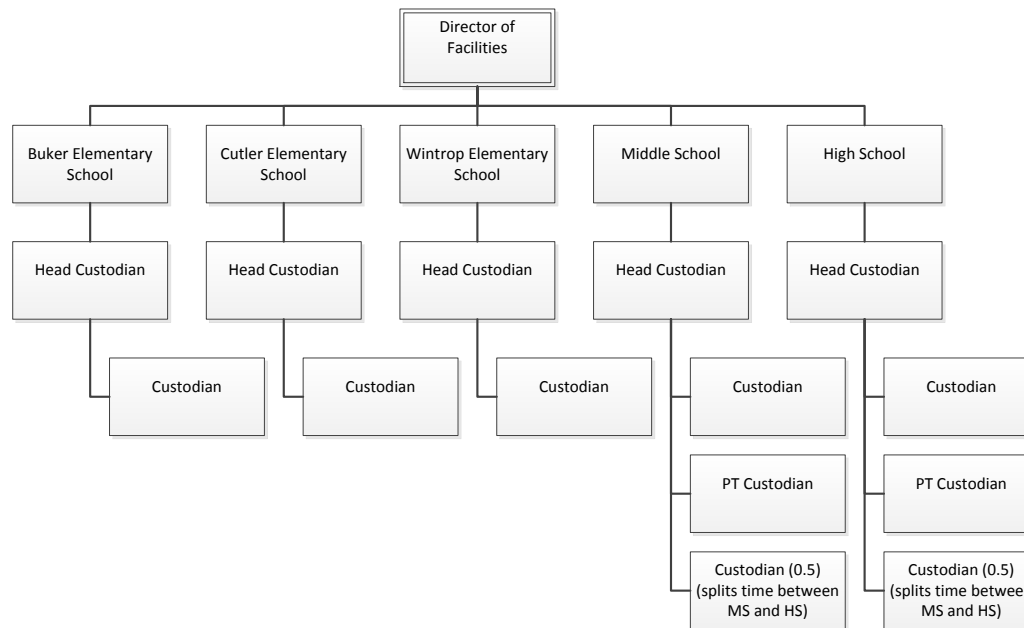 Director of
Facilities
Buker Elementary
School
Cutler Elementary
School
Wintrop Elementary
School
Middle School
High School
Head Custodian
Head Custodian
Head Custodian
Head Custodian
Head Custodian
Custodian
Custodian
Custodian
Custodian
Custodian
PT Custodian
PT Custodian
Custodian (0.5)
(splits time between
MS and HS)
Custodian (0.5)
(splits time betwee
MS and HS)